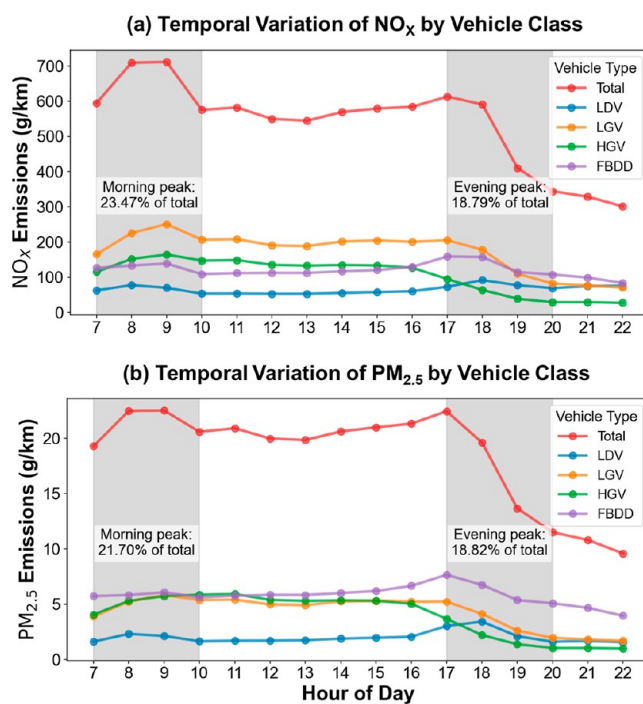 (a) Temporal Variation of NOX by Vehicle Class
NOX Emissions (g/km)
700
600
500
400
300
200
100
0
Vehicle Type
Total
LDV
LGV
HGV
FBDD
Morning peak:
23.47% of total
Evening peak:
18.79% of total
7 8 9 10 11 12 13 14 15 16 17 18 19 20 21 22
(b) Temporal Variation of PM2.5 by Vehicle Class
PM2.5 Emissions (g/km)
20
15
10
5
0
Vehicle Type
Total
LDV
LGV
HGV
FBDD
Morning peak:
21.70% of total
Evening peak:
18.82% of total
7 8 9 10 11 12 13 14 15 16 17 18 19 20 21 22
Hour of Day